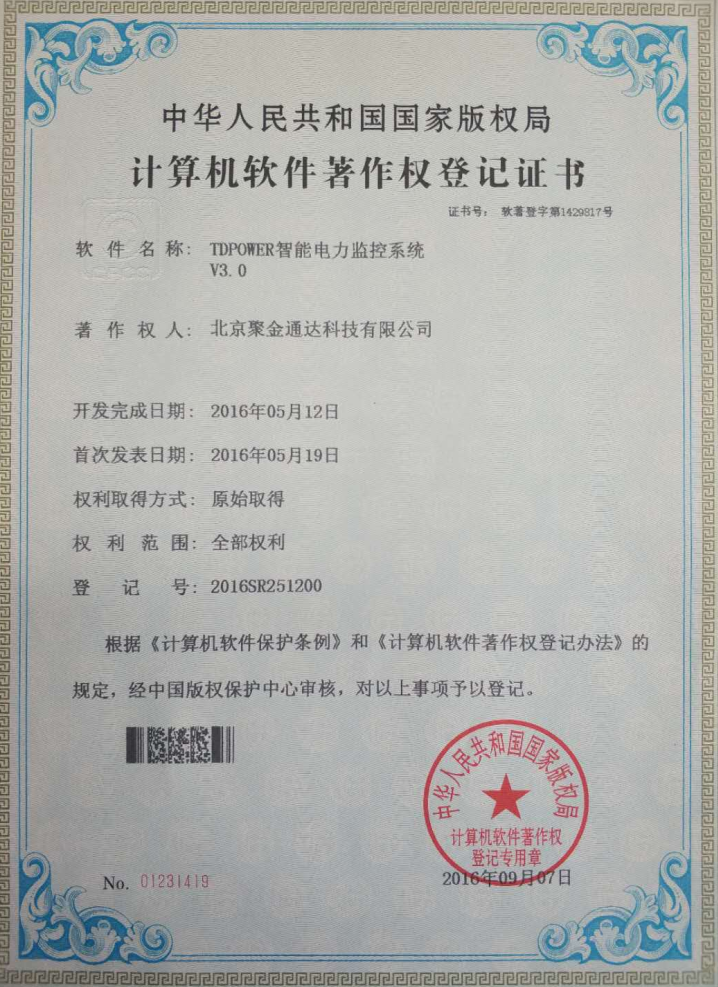 中华人民共和国国家版权局
计算机软件著作权登记证书
证书号： 软著登字第1429817号
软件名称： TDPOWER智能电力监控系统
V3.0
著作权人： 北京聚金通达科技有限公司
开发完成日期： 2016年05月12日
首次发表日期： 2016年05月19日
权利取得方式： 原始取得
权利范围： 全部权利
登记号： 2016SR251200
根据《计算机软件保护条例》和《计算机软件著作权登记办法》的
规定，经中国版权保护中心审核，对以上事项予以登记。
中华人民共和国国家版权局
计算机软件著作权
登记专用章
No. 01231419
2016年09月07日